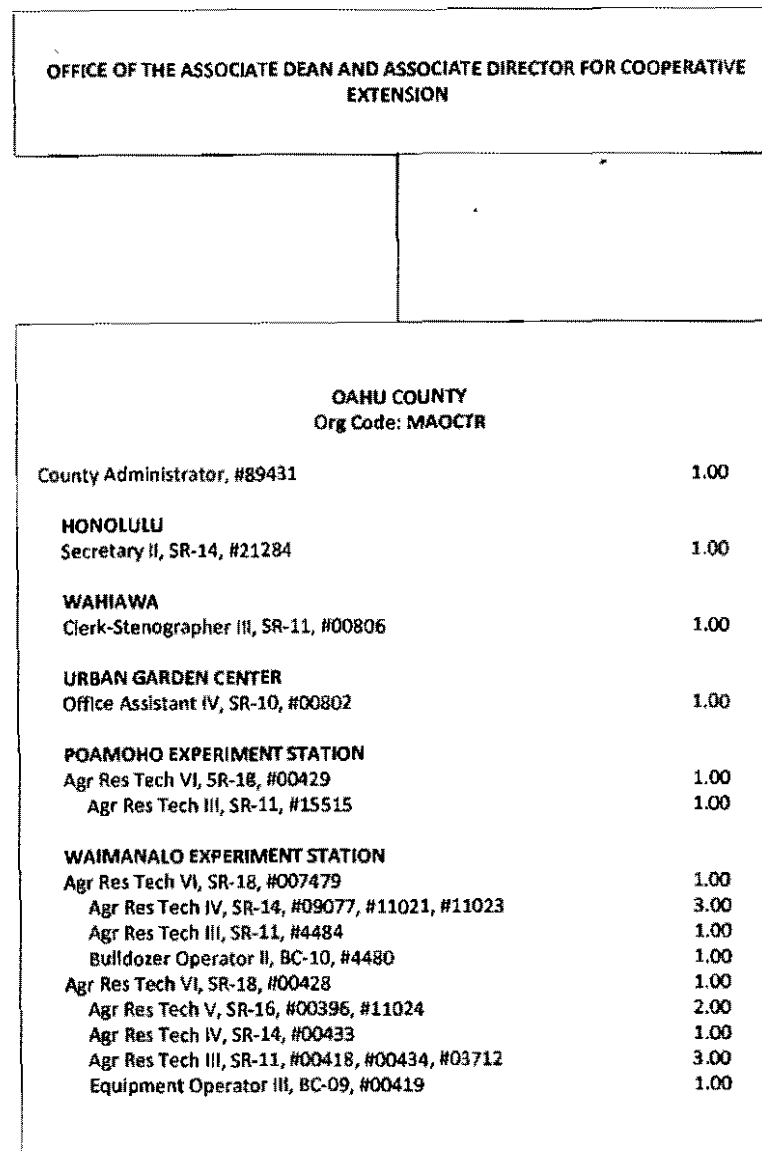 OFFICE OF THE ASSOCIATE DEAN AND ASSOCIATE DIRECTOR FOR COOPERATIVE
EXTENSION
OAHU COUNTY
Org Code: MAOCTR
County Administrator, #89431 1.00
HONOLULU
Secretary II, SR-14, #21284 1.00
WAHIAWA
Clerk-Stenographer III, SR-11, #00806 1.00
URBAN GARDEN CENTER
Office Assistant IV, SR-10, #00802 1.00
POAMOHO EXPERIMENT STATION
Agr Res Tech VI, SR-18, #00429 1.00
Agr Res Tech III, SR-11, #15515 1.00
WAIMANALO EXPERIMENT STATION
Agr Res Tech VI, SR-18, #007479 1.00
Agr Res Tech IV, SR-14, #09077, #11021, #11023 3.00
Agr Res Tech III, SR-11, #4484 1.00
Bulldozer Operator II, BC-10, #4480 1.00
Agr Res Tech VI, SR-18, #00428 1.00
Agr Res Tech V, SR-16, #00396, #11024 2.00
Agr Res Tech IV, SR-14, #00433 1.00
Agr Res Tech III, SR-11, #00418, #00434, #03712 3.00
Equipment Operator III, BC-09, #00419 1.00